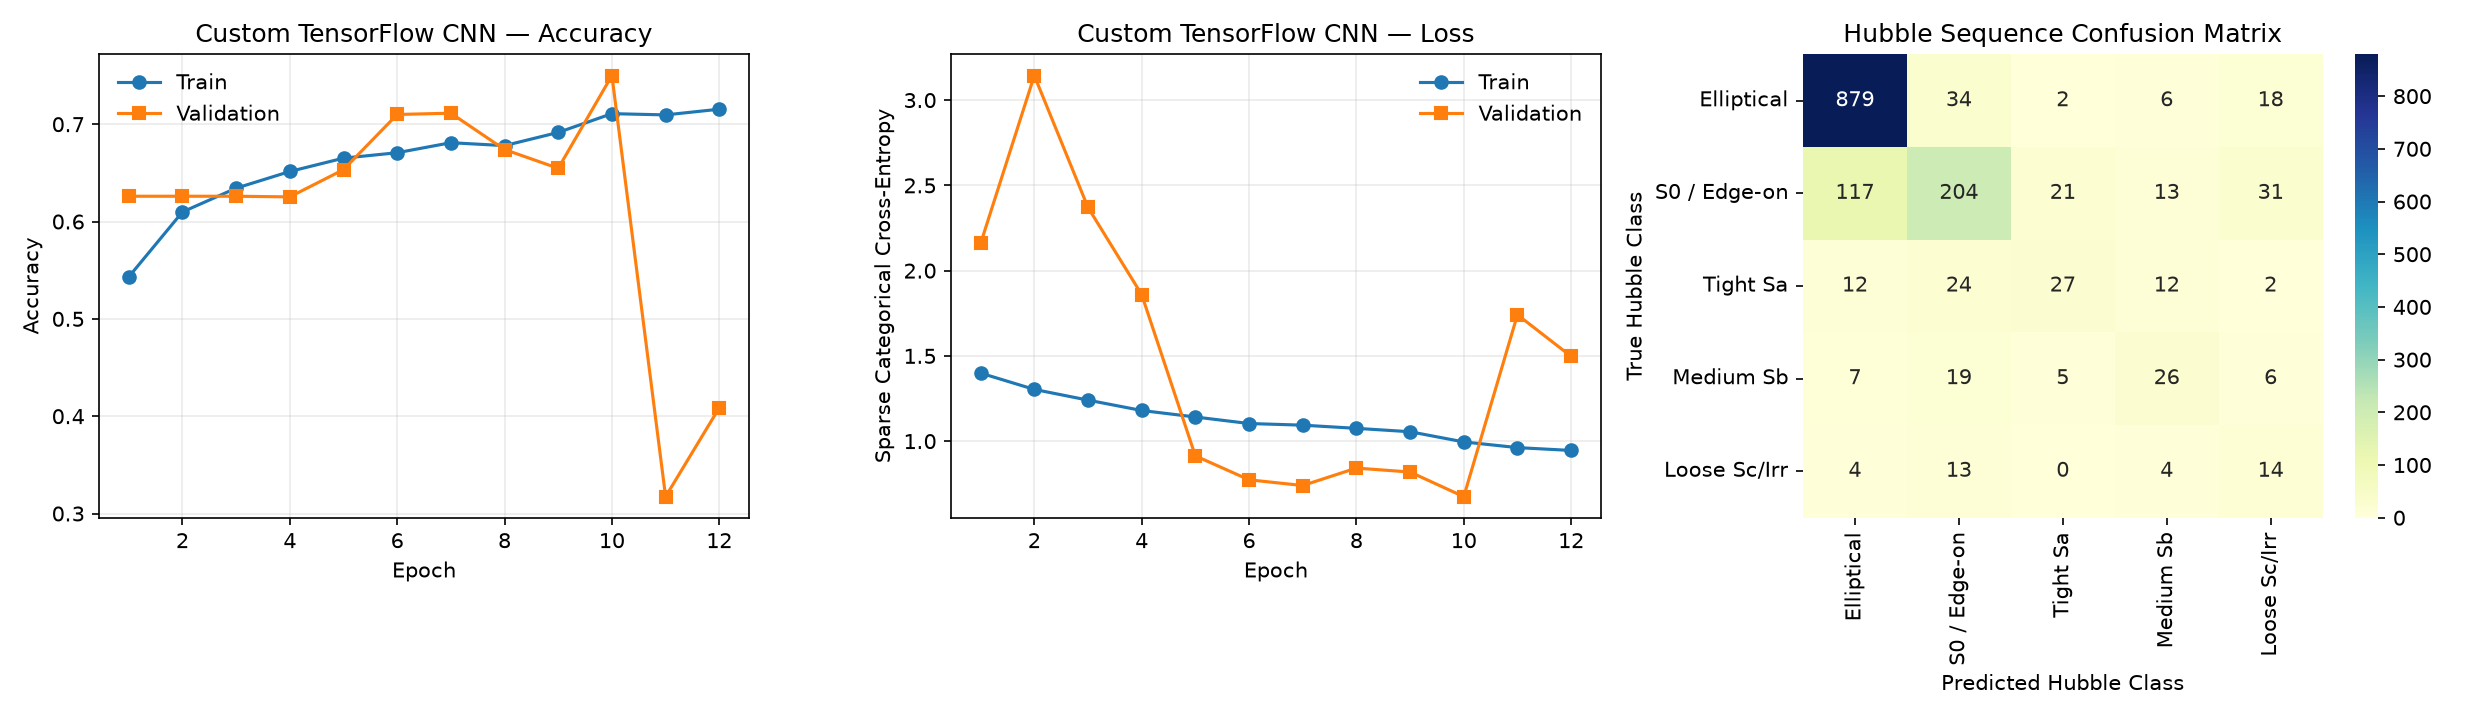 Custom TensorFlow CNN — Accuracy
Train
Validation
0.7
0.6
0.5
0.4
0.3
Accuracy
2 4 6 8 10 12
Epoch
Custom TensorFlow CNN — Loss
Train
Validation
3.0
2.5
2.0
1.5
1.0
Sparse Categorical Cross-Entropy
2 4 6 8 10 12
Epoch
Hubble Sequence Confusion Matrix
True Hubble Class
Elliptical 879 34 2 6 18
S0 / Edge-on 117 204 21 13 31
Tight Sa 12 24 27 12 2
Medium Sb 7 19 5 26 6
Loose Sc/Irr 4 13 0 4 14
Elliptical
S0 / Edge-on
Tight Sa
Medium Sb
Loose Sc/Irr
Predicted Hubble Class
800
700
600
500
400
300
200
100
0